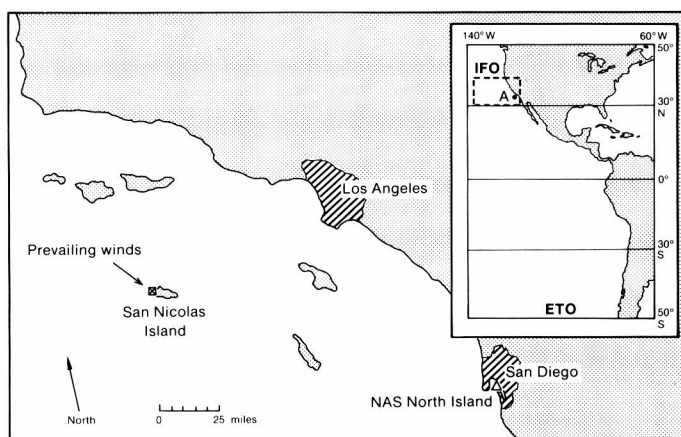 140°W
60°W
50°
N
IFO
A
30°
0°
30°
S
ETO
50°
S
Los Angeles
Prevailing winds
San Nicolas
Island
San Diego
NAS North Island
North
0
25
miles